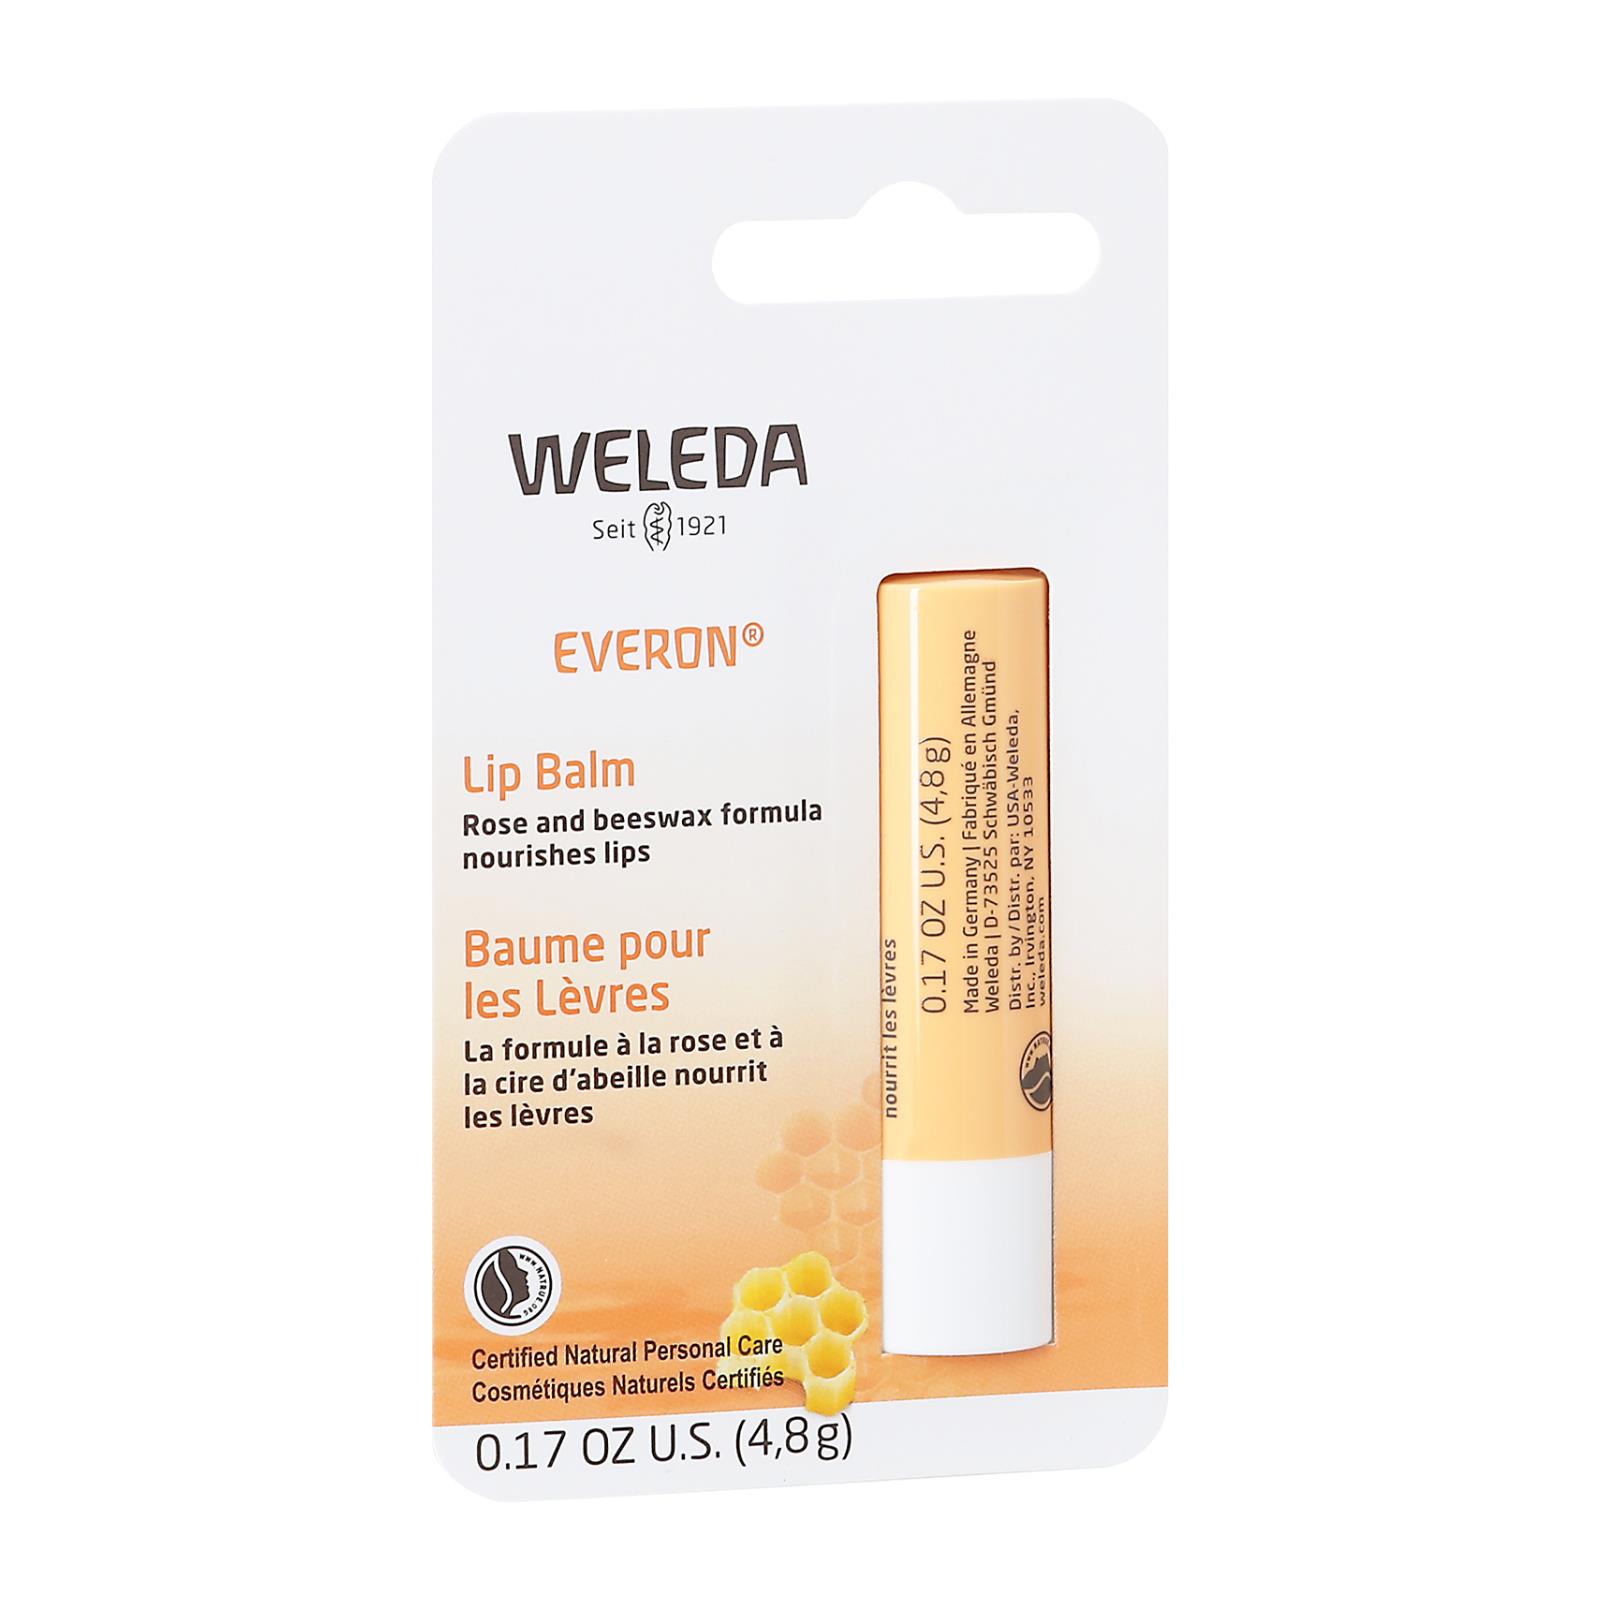 WELEDA
Seit 1921
EVERON®
Lip Balm
Rose and beeswax formula
nourishes lips
Baume pour
les Lèvres
La formule à la rose et à
la cire d'abeille nourrit
les lèvres
WWW.NATRUE.ORG
Certified Natural Personal Care
Cosmétiques Naturels Certifiés
0.17 OZ U.S. (4,8g)
nourrit les lèvres
0.17 OZ U.S. (4,8g)
Made in Germany | Fabriqué en Allemagne
Weleda | D-73525 Schwäbisch Gmünd
Distr. by/Distr. par: USA-Weleda,
Inc., Irvington, NY 10533
weleda.com